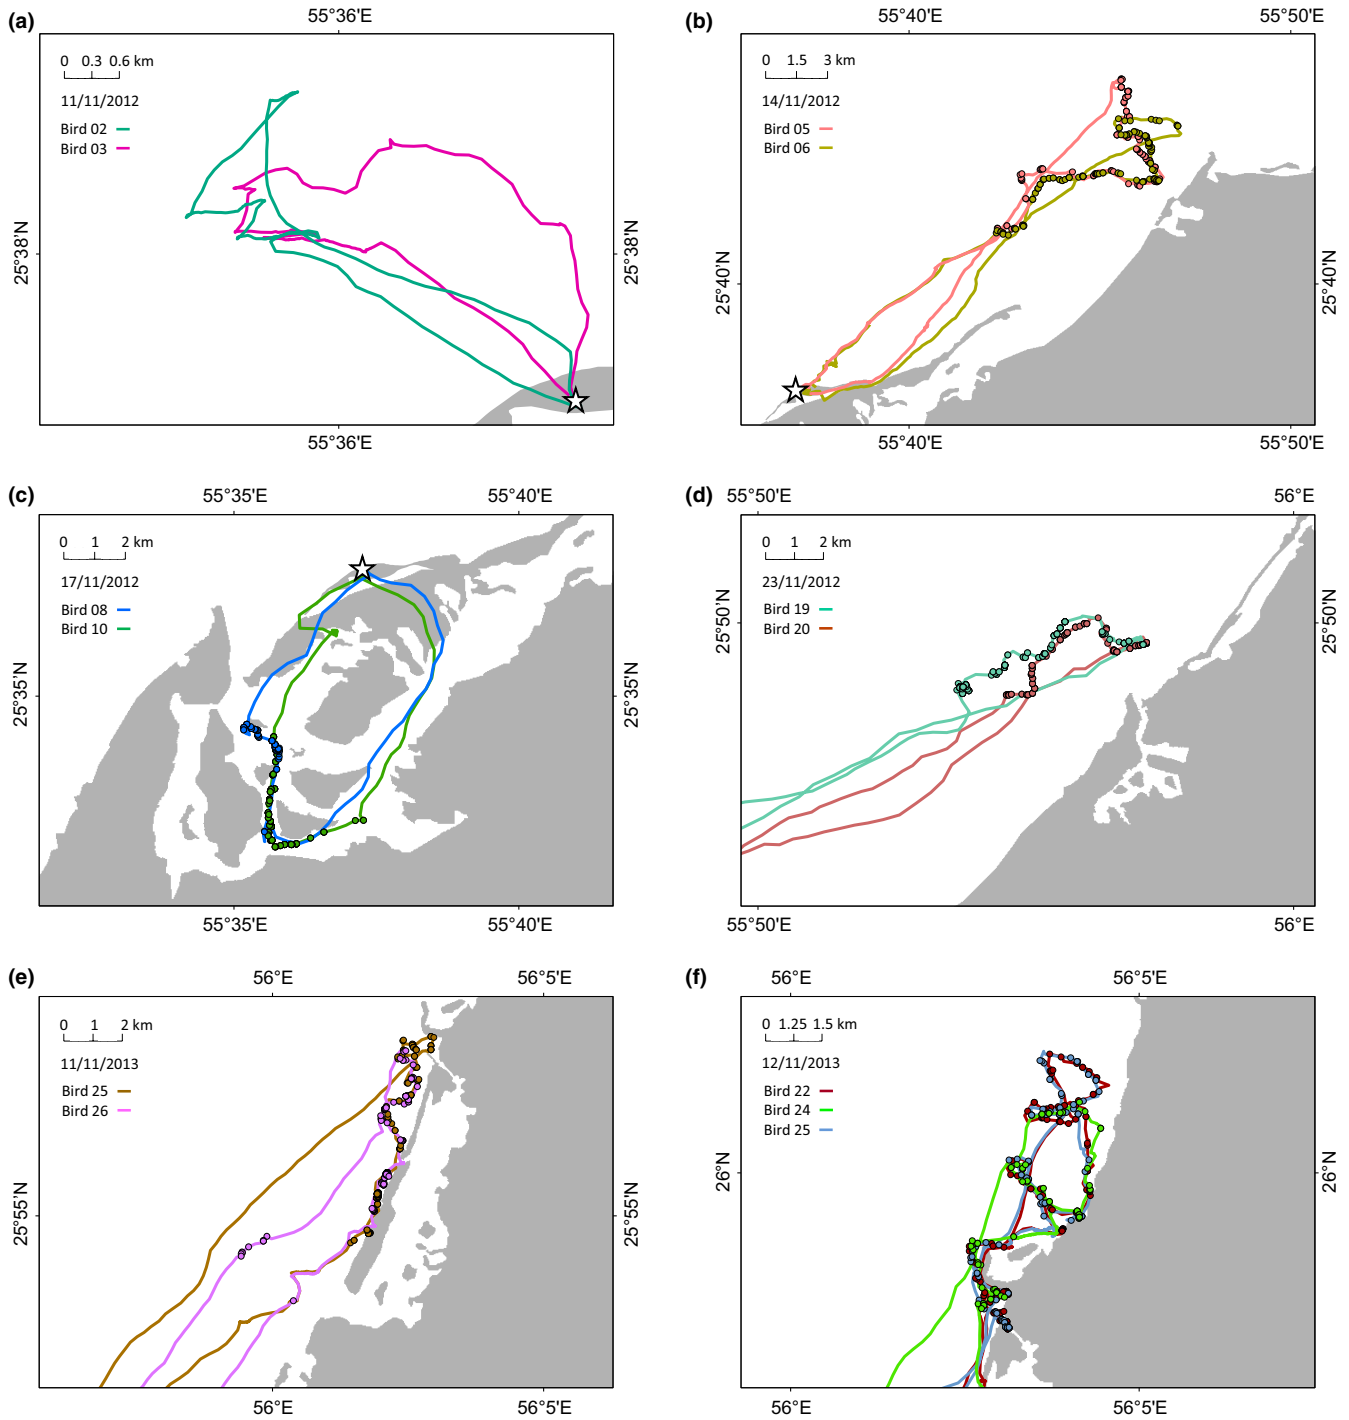 (a)
55°36'E
0 0.3 0.6 km
11/11/2012
Bird 02
Bird 03
25°38'N
25°38'N
55°36'E
(b)
55°40'E
55°50'E
0 1.5 3 km
14/11/2012
Bird 05
Bird 06
25°40'N
25°40'N
55°40'E
55°50'E
(c)
55°35'E
55°40'E
0 1 2 km
17/11/2012
Bird 08
Bird 10
25°35'N
25°35'N
55°35'E
55°40'E
(d)
55°50'E
56°E
0 1 2 km
23/11/2012
Bird 19
Bird 20
25°50'N
25°50'N
55°50'E
56°E
(e)
56°E
56°5'E
0 1 2 km
11/11/2013
Bird 25
Bird 26
25°55'N
25°55'N
56°E
56°5'E
(f)
56°E
56°5'E
0 1.25 1.5 km
12/11/2013
Bird 22
Bird 24
Bird 25
26°N
26°N
56°E
56°5'E